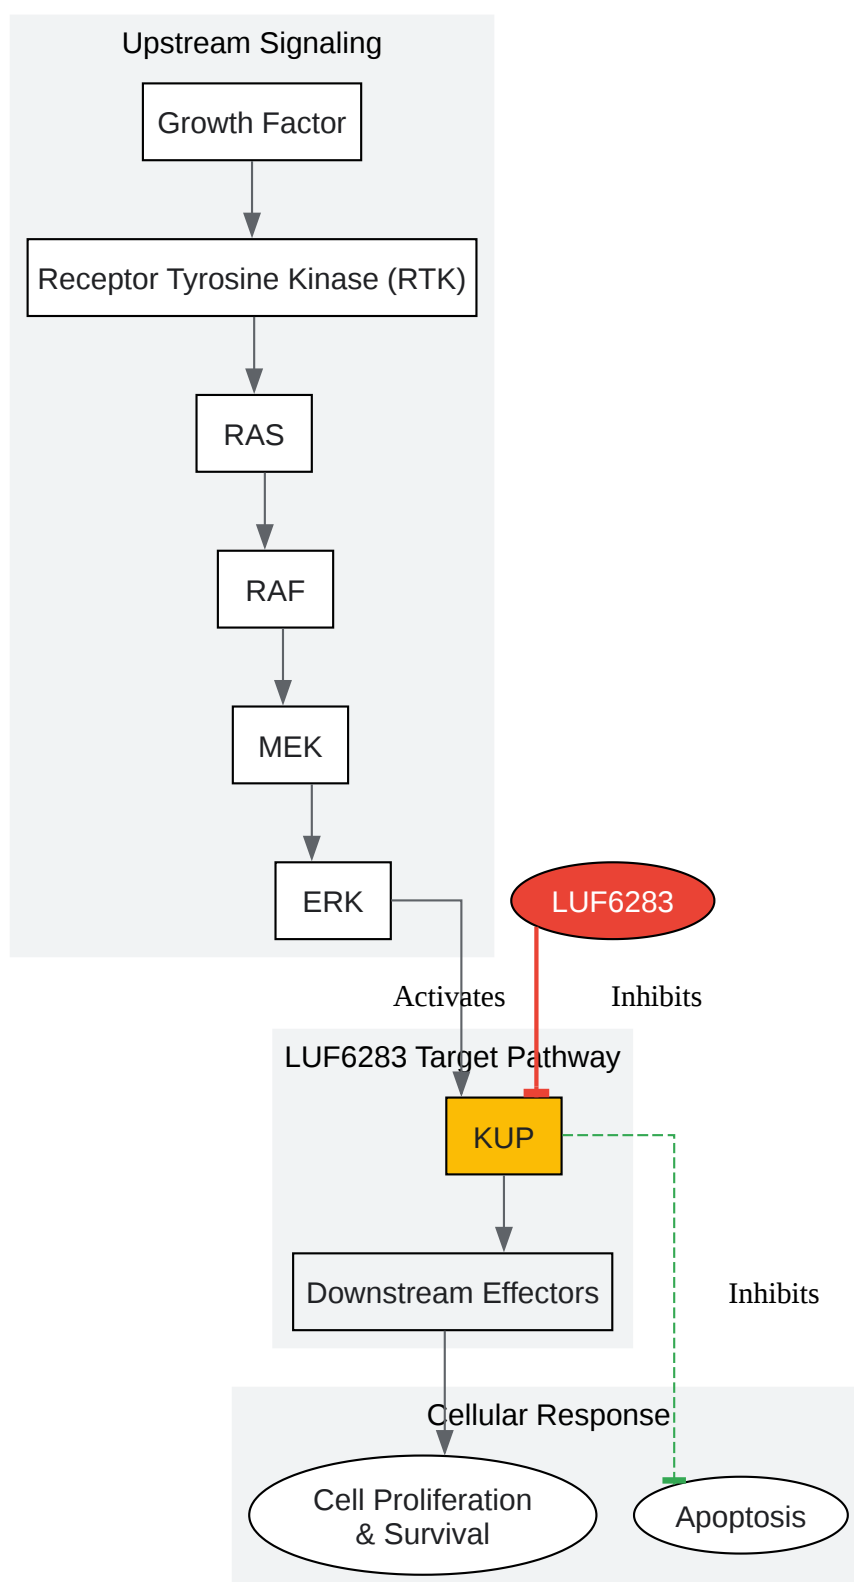 Upstream Signaling
Growth Factor
Receptor Tyrosine Kinase (RTK)
RAS
RAF
MEK
ERK
LUF6283
Activates
Inhibits
LUF6283 Target Pathway
KUP
Downstream Effectors
Inhibits
Cellular Response
Cell Proliferation
& Survival
Apoptosis